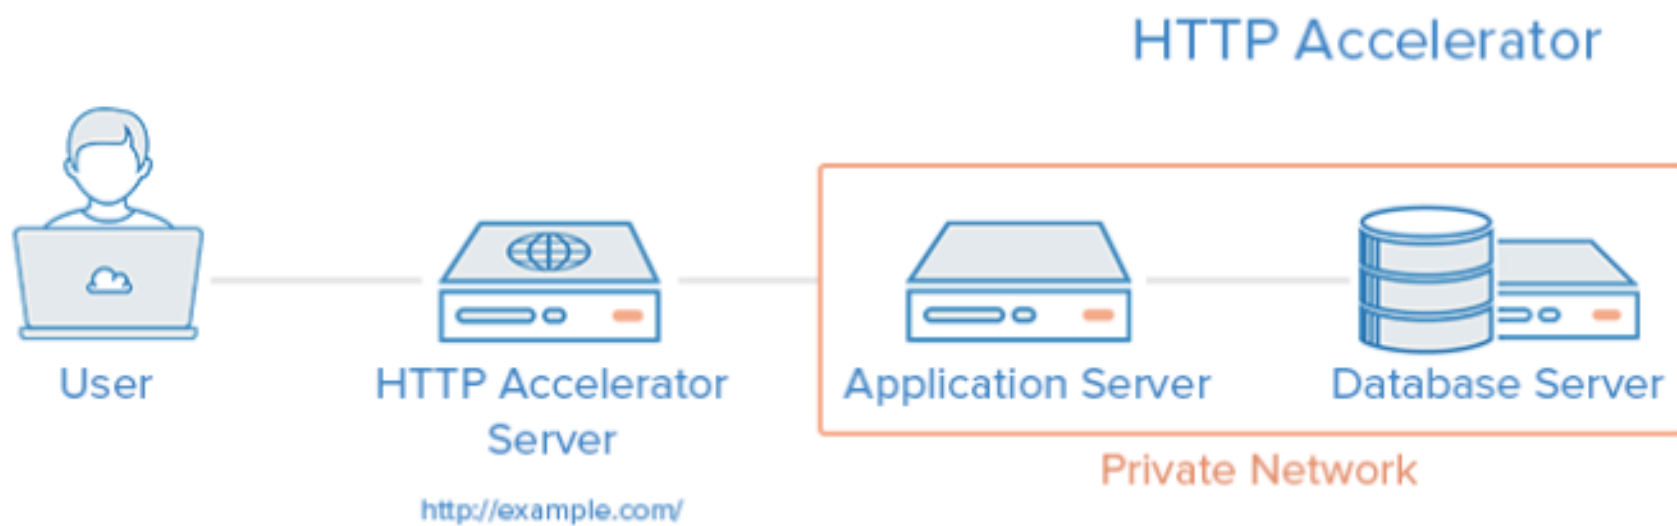 HTTP Accelerator
User
HTTP Accelerator
Server
http://example.com/
Application Server
Database Server
Private Network